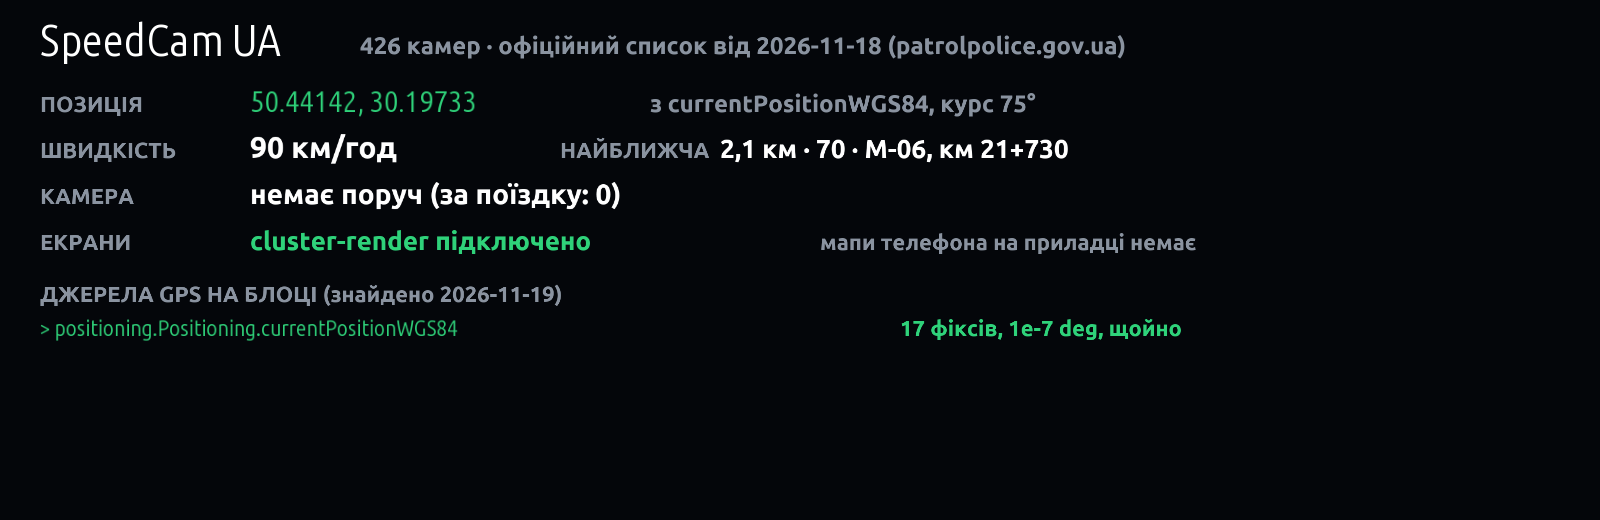 SpeedCam UA 426 камер · офіційний список від 2026-11-18 (patrolpolice.gov.ua)
ПОЗИЦІЯ 50.44142, 30.19733 з currentPositionWGS84, курс 75°
ШВИДКІСТЬ 90 км/год НАЙБЛИЖЧА 2,1 км · 70 · М-06, км 21+730
КАМЕРА немає поруч (за поїздку: 0)
ЕКРАНИ cluster-render підключено мапи телефона на приладці немає
ДЖЕРЕЛА GPS НА БЛОЦІ (знайдено 2026-11-19)
> positioning.Positioning.currentPositionWGS84 17 фіксів, 1e-7 deg, щойно